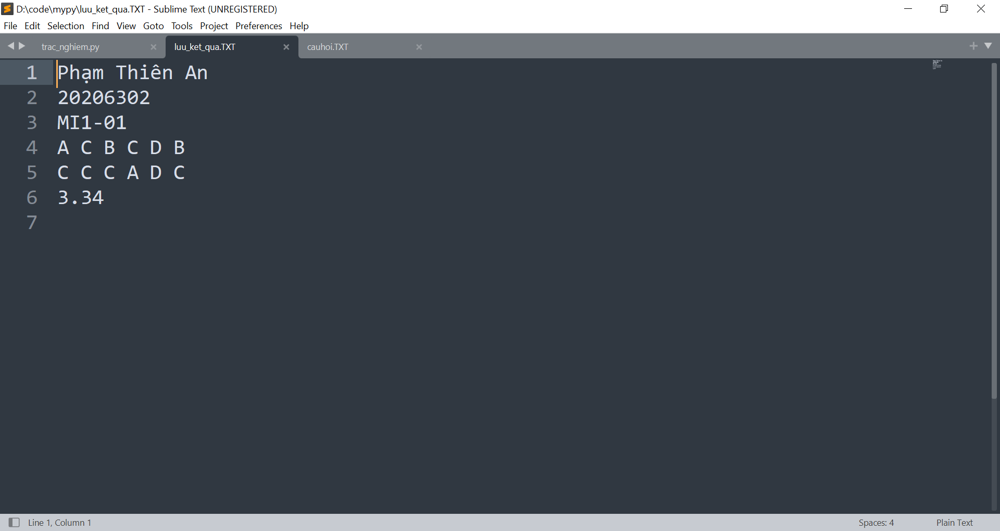 D:\code\mypy\luu_ket_qua.TXT - Sublime Text (UNREGISTERED)
File Edit Selection Find View Goto Tools Project Preferences Help
trac_nghiem.py luu_ket_qua.TXT cauhoi.TXT
1 Phạm Thiên An
2 20206302
3 MI1-01
4 A C B C D B
5 C C C A D C
6 3.34
7
Line 1, Column 1 Spaces: 4 Plain Text